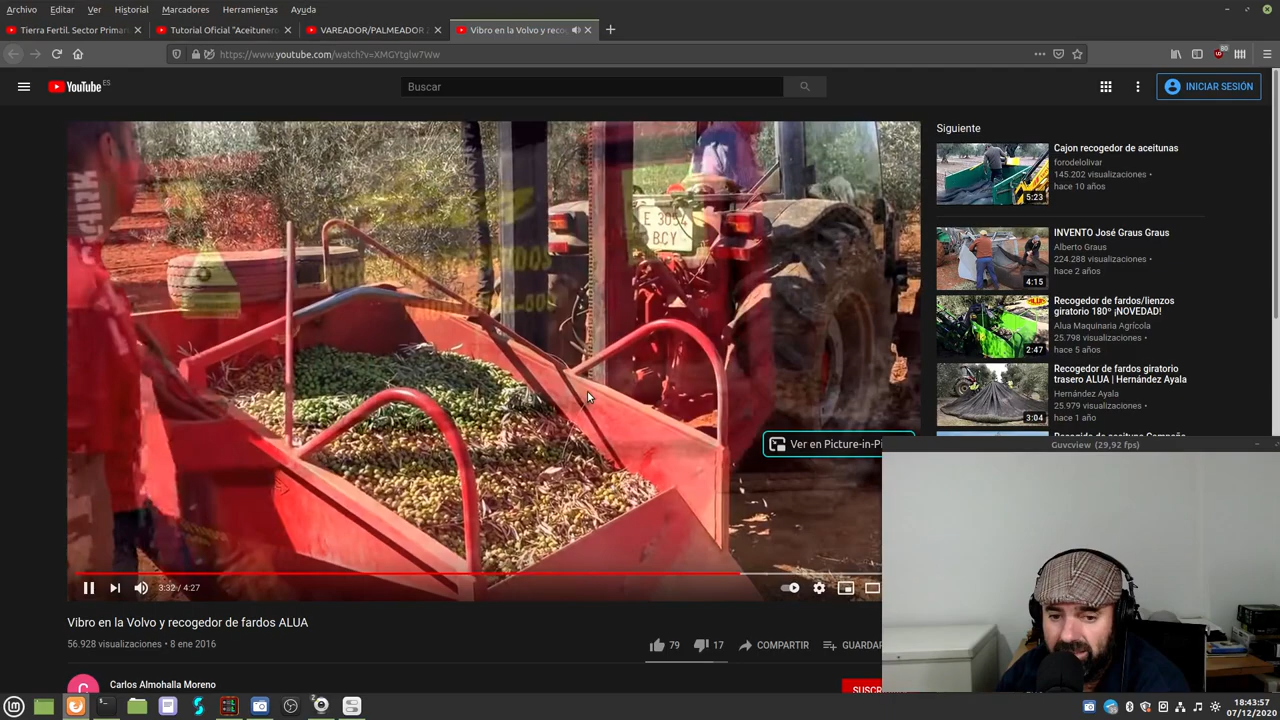 Archivo Editar Ver Historial Marcadores Herramientas Ayuda
Tierra Fertil. Sector Primar
Tutorial Oficial "Aceitunero
VAREADOR/PALMEADOR
Vibro en la Volvo y reco
https://www.youtube.com/watch?v=XMGYtglw7Ww
80
YouTube ES
Buscar
INICIAR SESIÓN
E 3054
BCY
Ver en Picture-in-Pi
3:32 / 4:27
Vibro en la Volvo y recogedor de fardos ALUA
56.928 visualizaciones • 8 ene 2016
79 17 COMPARTIR GUARDAR
Carlos Almohalla Moreno
Siguiente
Cajon recogedor de aceitunas
forodelolivar
145.202 visualizaciones •
hace 10 años
5:23
INVENTO José Graus Graus
Alberto Graus
224.288 visualizaciones •
hace 2 años
4:15
Recogedor de fardos/lienzos
giratorio 180º ¡NOVEDAD!
Alua Maquinaria Agrícola
25.798 visualizaciones •
hace 5 años
2:47
Recogedor de fardos giratorio
trasero ALUA | Hernández Ayala
Hernández Ayala
25.979 visualizaciones •
hace 1 año
3:04
Guvcview (29,92 fps)
18:43:57
07/12/2020